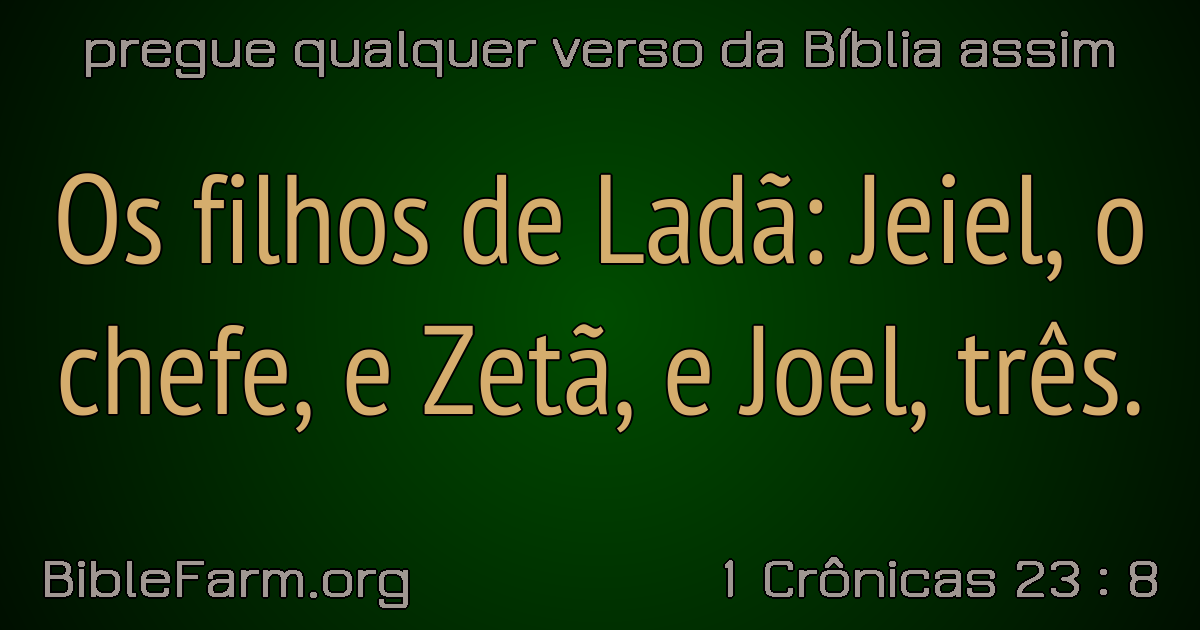 pregue qualquer verso da Bíblia assim
Os filhos de Ladã: Jeiel, o
chefe, e Zetã, e Joel, três.
BibleFarm.org
1 Crônicas 23 : 8